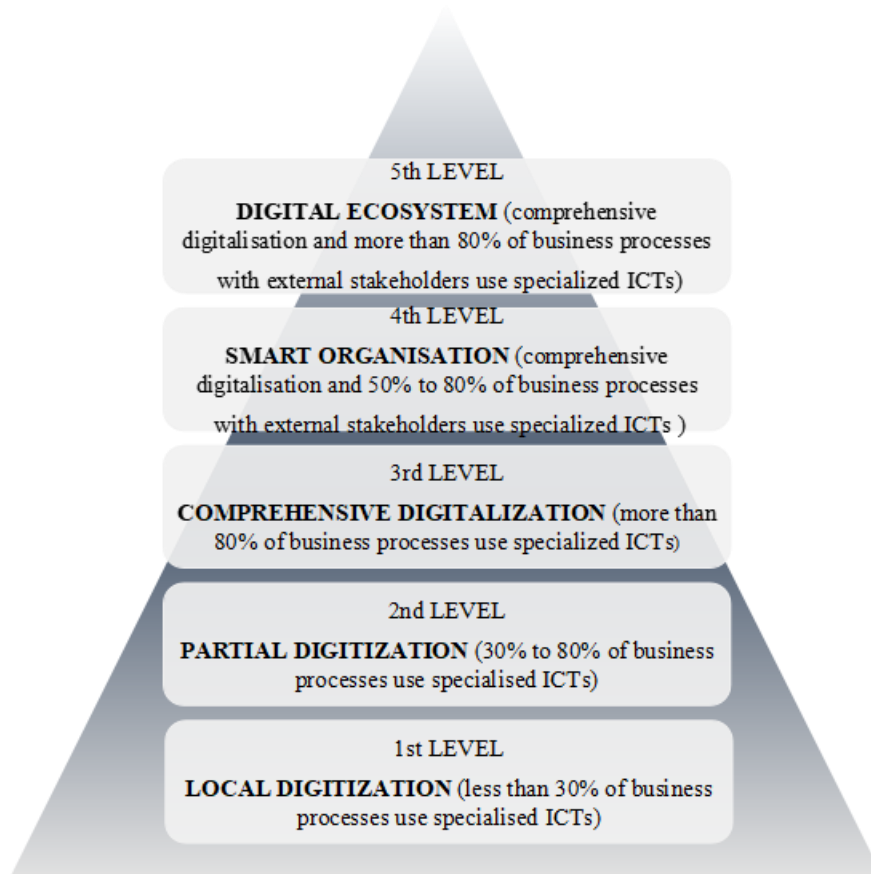 5th LEVEL
DIGITAL ECOSYSTEM (comprehensive
digitalisation and more than 80% of business processes
with external stakeholders use specialized ICTs)
4th LEVEL
SMART ORGANISATION (comprehensive
digitalisation and 50% to 80% of business processes
with external stakeholders use specialized ICTs )
3rd LEVEL
COMPREHENSIVE DIGITALIZATION (more than
80% of business processes use specialized ICTs)
2nd LEVEL
PARTIAL DIGITIZATION (30% to 80% of business
processes use specialised ICTs)
1st LEVEL
LOCAL DIGITIZATION (less than 30% of business
processes use specialised ICTs)